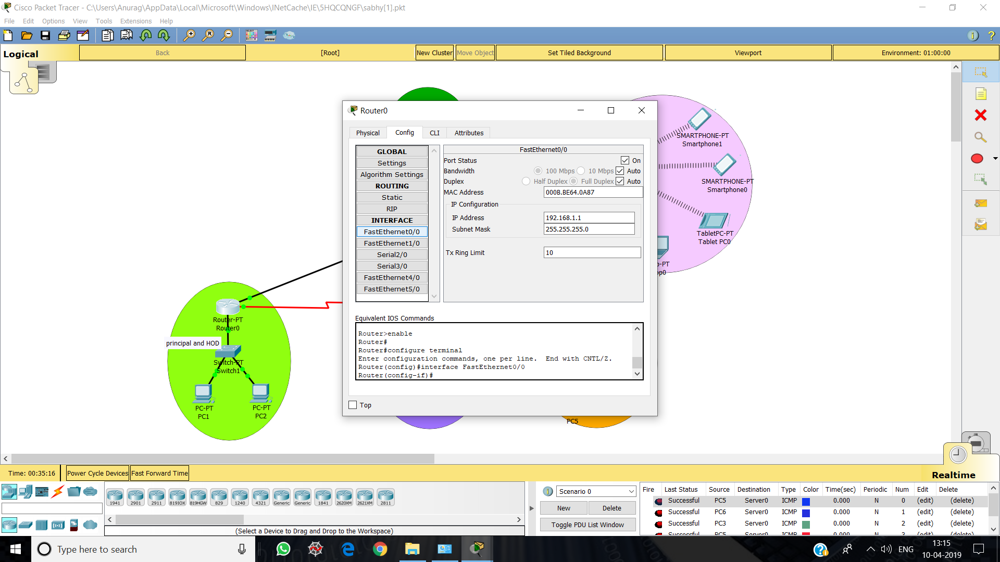 Cisco Packet Tracer - C:\Users\Anurag\AppData\Local\Microsoft\Windows\INetCache\IE\5HQCQNGF\sabhy[1].pkt
File Edit Options View Tools Extensions Help
Logical Back [Root] New Cluster Move Object Set Tiled Background Viewport Environment: 01:00:00
Router0
Physical Config CLI Attributes
GLOBAL
Settings
Algorithm Settings
ROUTING
Static
RIP
INTERFACE
FastEthernet0/0
FastEthernet1/0
Serial2/0
Serial3/0
FastEthernet4/0
FastEthernet5/0
FastEthernet0/0
Port Status On
Bandwidth 100 Mbps 10 Mbps Auto
Duplex Half Duplex Full Duplex Auto
MAC Address 000B.BE64.0A87
IP Configuration
IP Address 192.168.1.1
Subnet Mask 255.255.255.0
Tx Ring Limit 10
Equivalent IOS Commands
Router>enable
Router#
Router#configure terminal
Enter configuration commands, one per line. End with CNTL/Z.
Router(config)#interface FastEthernet0/0
Router(config-if)#
Top
SMARTPHONE-PT
Smartphone1
SMARTPHONE-PT
Smartphone0
TabletPC-PT
Tablet PC0
Router-PT
Router0
principal and HOD
Switch-PT
Switch1
PC-PT
PC1
PC-PT
PC2
PC5
Time: 00:35:16 Power Cycle Devices Fast Forward Time
Realtime
1941 2901 2911 819IOX 819HGW 829 1240 4321 Generic Generic 1841 2620XM 2621XM 2811
(Select a Device to Drag and Drop to the Workspace)
Scenario 0
New Delete
Toggle PDU List Window
Fire Last Status Source Destination Type Color Time(sec) Periodic Num Edit Delete
Successful PC5 Server0 ICMP 0.000 N 0 (edit) (delete)
Successful PC6 Server0 ICMP 0.000 N 1 (edit) (delete)
Successful PC3 Server0 ICMP 0.000 N 2 (edit) (delete)
Successful PC5 Server0 ICMP 0.000 N 3 (edit) (delete)
Type here to search
ENG
13:15
10-04-2019